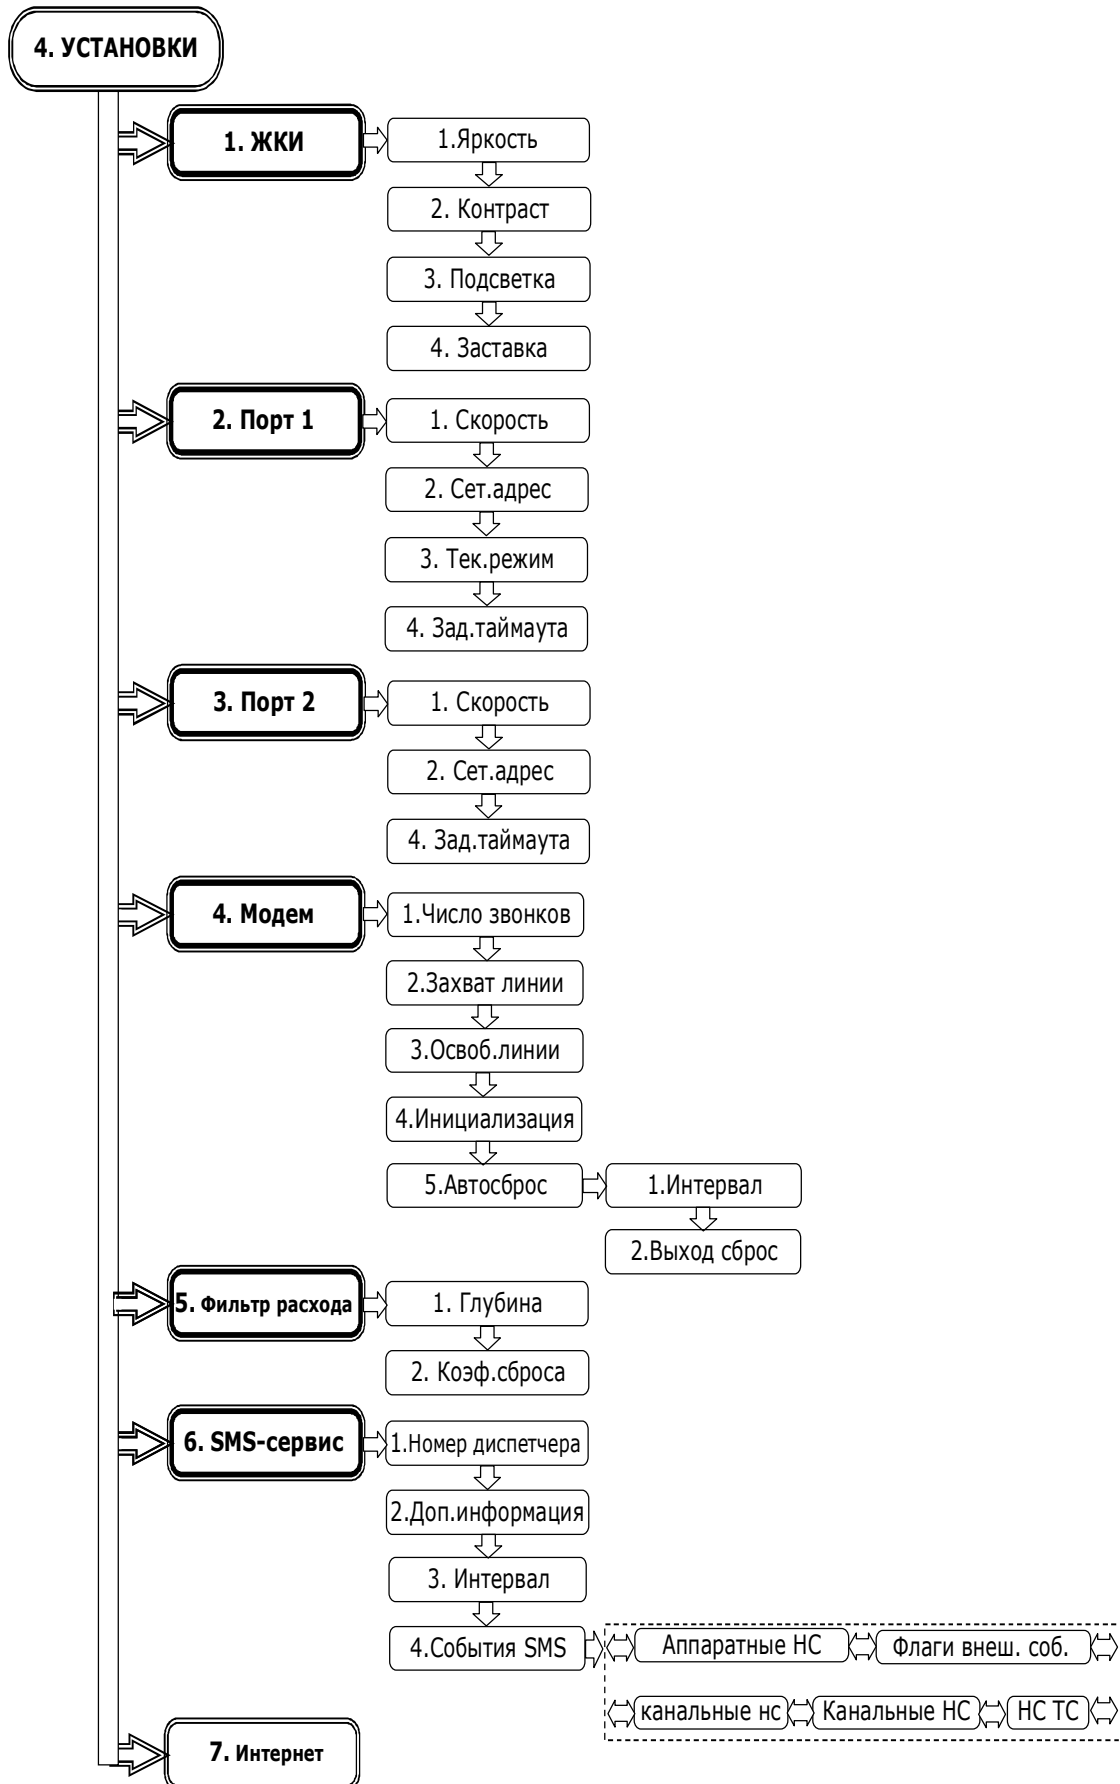 4. УСТАНОВКИ
1. ЖКИ
1.Яркость
2. Контраст
3. Подсветка
4. Заставка
2. Порт 1
1. Скорость
2. Сет.адрес
3. Тек.режим
4. Зад.таймаута
3. Порт 2
1. Скорость
2. Сет.адрес
4. Зад.таймаута
4. Модем
1.Число звонков
2.Захват линии
3.Освоб.линии
4.Инициализация
5.Автосброс
1.Интервал
2.Выход сброс
5. Фильтр расхода
1. Глубина
2. Коэф.сброса
6. SMS-сервис
1.Номер диспетчера
2.Доп.информация
3. Интервал
4.События SMS
Аппаратные НС
Флаги внеш. соб.
канальные нс
Канальные НС
НС ТС
7. Интернет